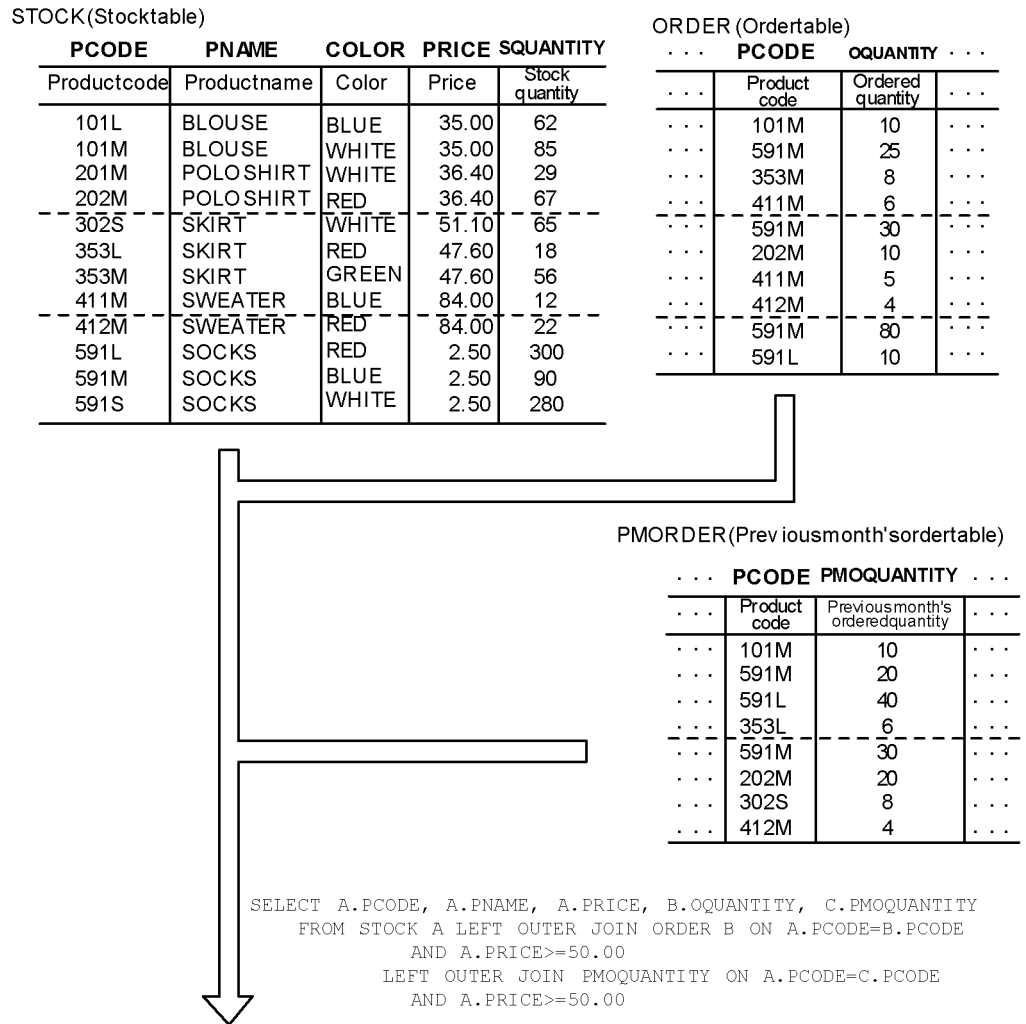 STOCK(Stocktable)
PCODE PNAME COLOR PRICE SQUANTITY
Productcode Productname Color Price Stock quantity
101L BLOUSE BLUE 35.00 62
101M BLOUSE WHITE 35.00 85
201M POLOSHIRT WHITE 36.40 29
202M POLOSHIRT RED 36.40 67
302S SKIRT WHITE 51.10 65
353L SKIRT RED 47.60 18
353M SKIRT GREEN 47.60 56
411M SWEATER BLUE 84.00 12
412M SWEATER RED 84.00 22
591L SOCKS RED 2.50 300
591M SOCKS BLUE 2.50 90
591S SOCKS WHITE 2.50 280
ORDER(Ordertable)
. . . PCODE OQUANTITY . . .
. . . Product code Ordered quantity . . .
. . . 101M 10 . . .
. . . 591M 25 . . .
. . . 353M 8 . . .
. . . 411M 6 . . .
. . . 591M 30 . . .
. . . 202M 10 . . .
. . . 411M 5 . . .
. . . 412M 4 . . .
. . . 591M 80 . . .
. . . 591L 10 . . .
PMORDER(Previousmonth'sordertable)
. . . PCODE PMOQUANTITY . . .
. . . Product code Previousmonth's orderedquantity . . .
. . . 101M 10 . . .
. . . 591M 20 . . .
. . . 591L 40 . . .
. . . 353L 6 . . .
. . . 591M 30 . . .
. . . 202M 20 . . .
. . . 302S 8 . . .
. . . 412M 4 . . .
SELECT A.PCODE, A.PNAME, A.PRICE, B.OQUANTITY, C.PMOQUANTITY
FROM STOCK A LEFT OUTER JOIN ORDER B ON A.PCODE=B.PCODE
AND A.PRICE>=50.00
LEFT OUTER JOIN PMOQUANTITY ON A.PCODE=C.PCODE
AND A.PRICE>=50.00